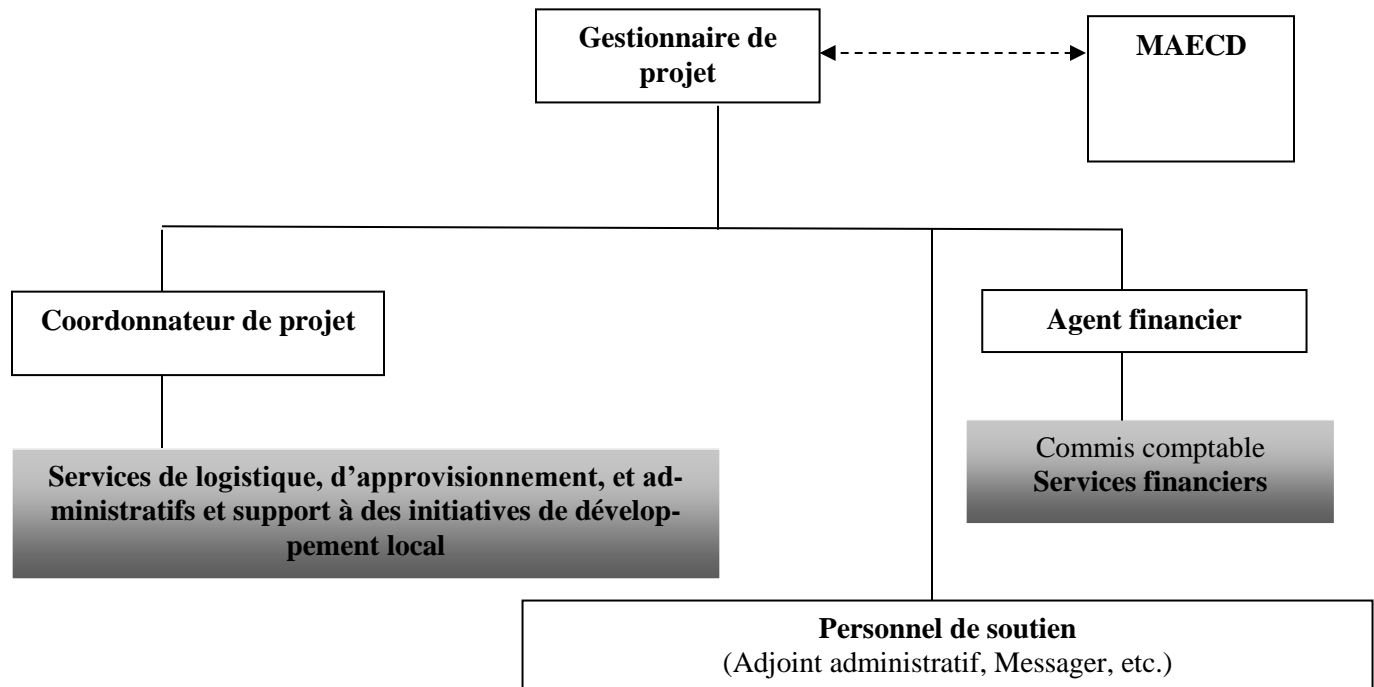 Gestionnaire de
projet
MAECD
Coordonnateur de projet
Agent financier
Services de logistique, d’approvisionnement, et ad-
ministratifs et support à des initiatives de dévelop-
pement local
Commis comptable
Services financiers
Personnel de soutien
(Adjoint administratif, Messager, etc.)